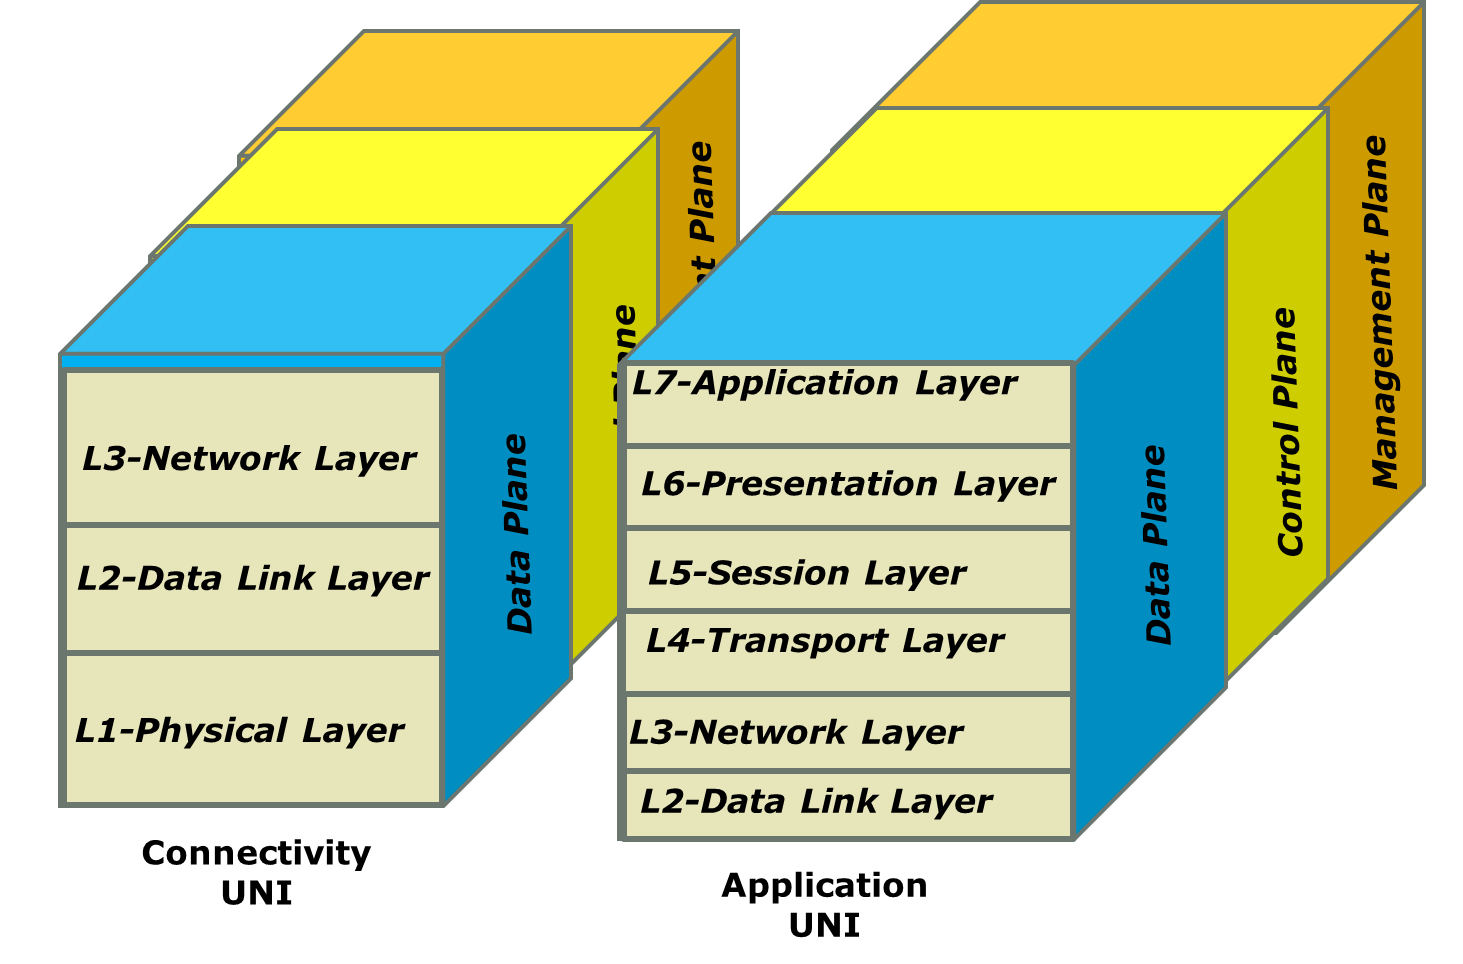 L3-Network Layer
L2-Data Link Layer
L1-Physical Layer
Data Plane
Plane
Connectivity
UNI
L7-Application Layer
L6-Presentation Layer
L5-Session Layer
L4-Transport Layer
L3-Network Layer
L2-Data Link Layer
Data Plane
Control Plane
Management Plane
Application
UNI